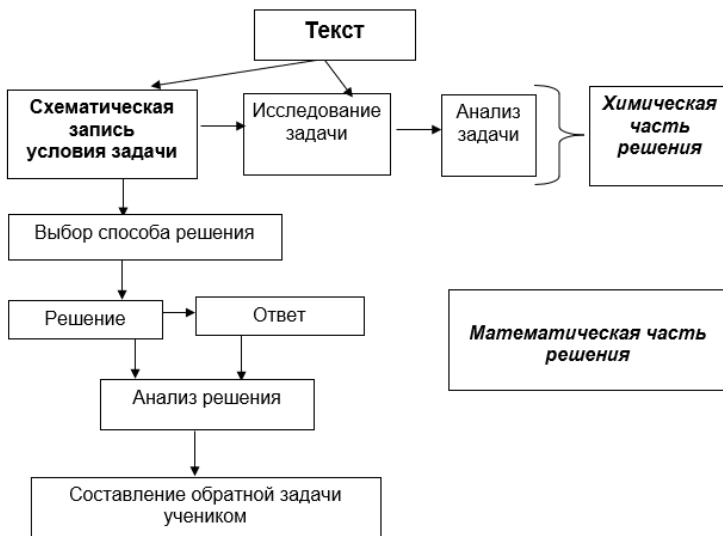 Текст
Схематическая
запись
условия задачи
Исследование
задачи
Анализ
задачи
Химическая
часть
решения
Выбор способа решения
Решение
Ответ
Математическая часть
решения
Анализ решения
Составление обратной задачи
учеником